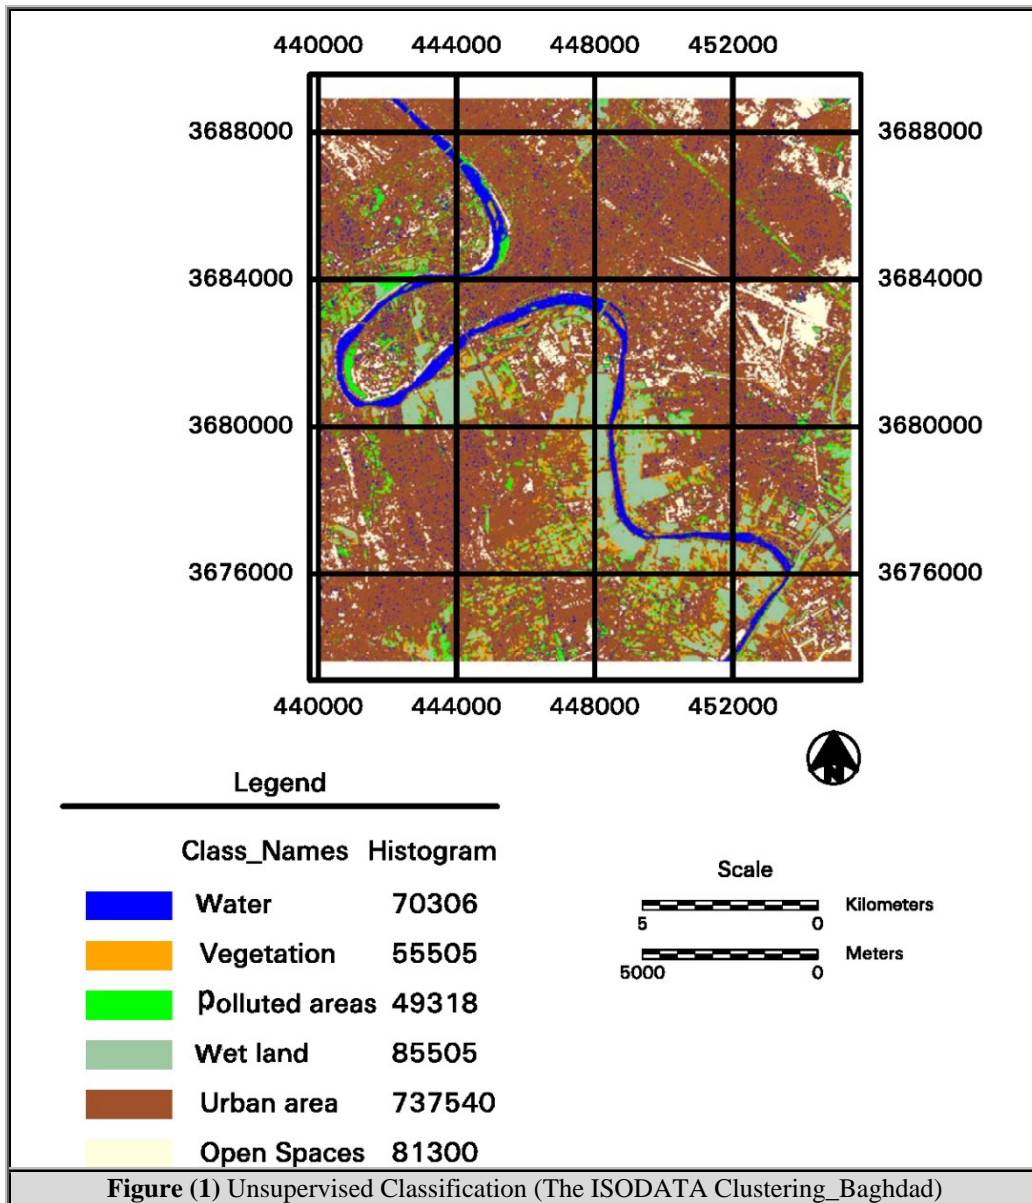 440000 444000 448000 452000
3688000 3688000
3684000 3684000
3680000 3680000
3676000 3676000
440000 444000 448000 452000
N
Legend
Class_Names Histogram
Water 70306
Vegetation 55505
Polluted areas 49318
Wet land 85505
Urban area 737540
Open Spaces 81300
Scale
Kilometers
5 0
Meters
5000 0
Figure (1) Unsupervised Classification (The ISODATA Clustering_Baghdad)